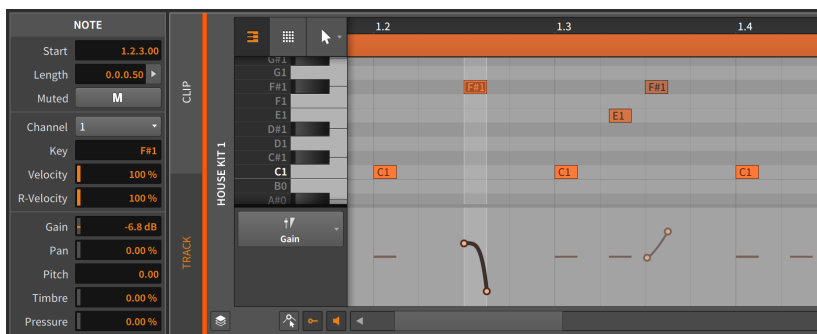 NOTE
Start 1.2.3.00
Length 0.0.0.50
Muted M
Channel 1
Key F#1
Velocity 100 %
R-Velocity 100 %
Gain -6.8 dB
Pan 0.00 %
Pitch 0.00
Timbre 0.00 %
Pressure 0.00 %
CLIP
TRACK
HOUSE KIT 1
1.2 1.3 1.4
G#1
G1
F#1 F#1 F#1
F1
E1 E1
D#1
D1
C#1
C1 C1 C1 C1
B0
A#0
Gain